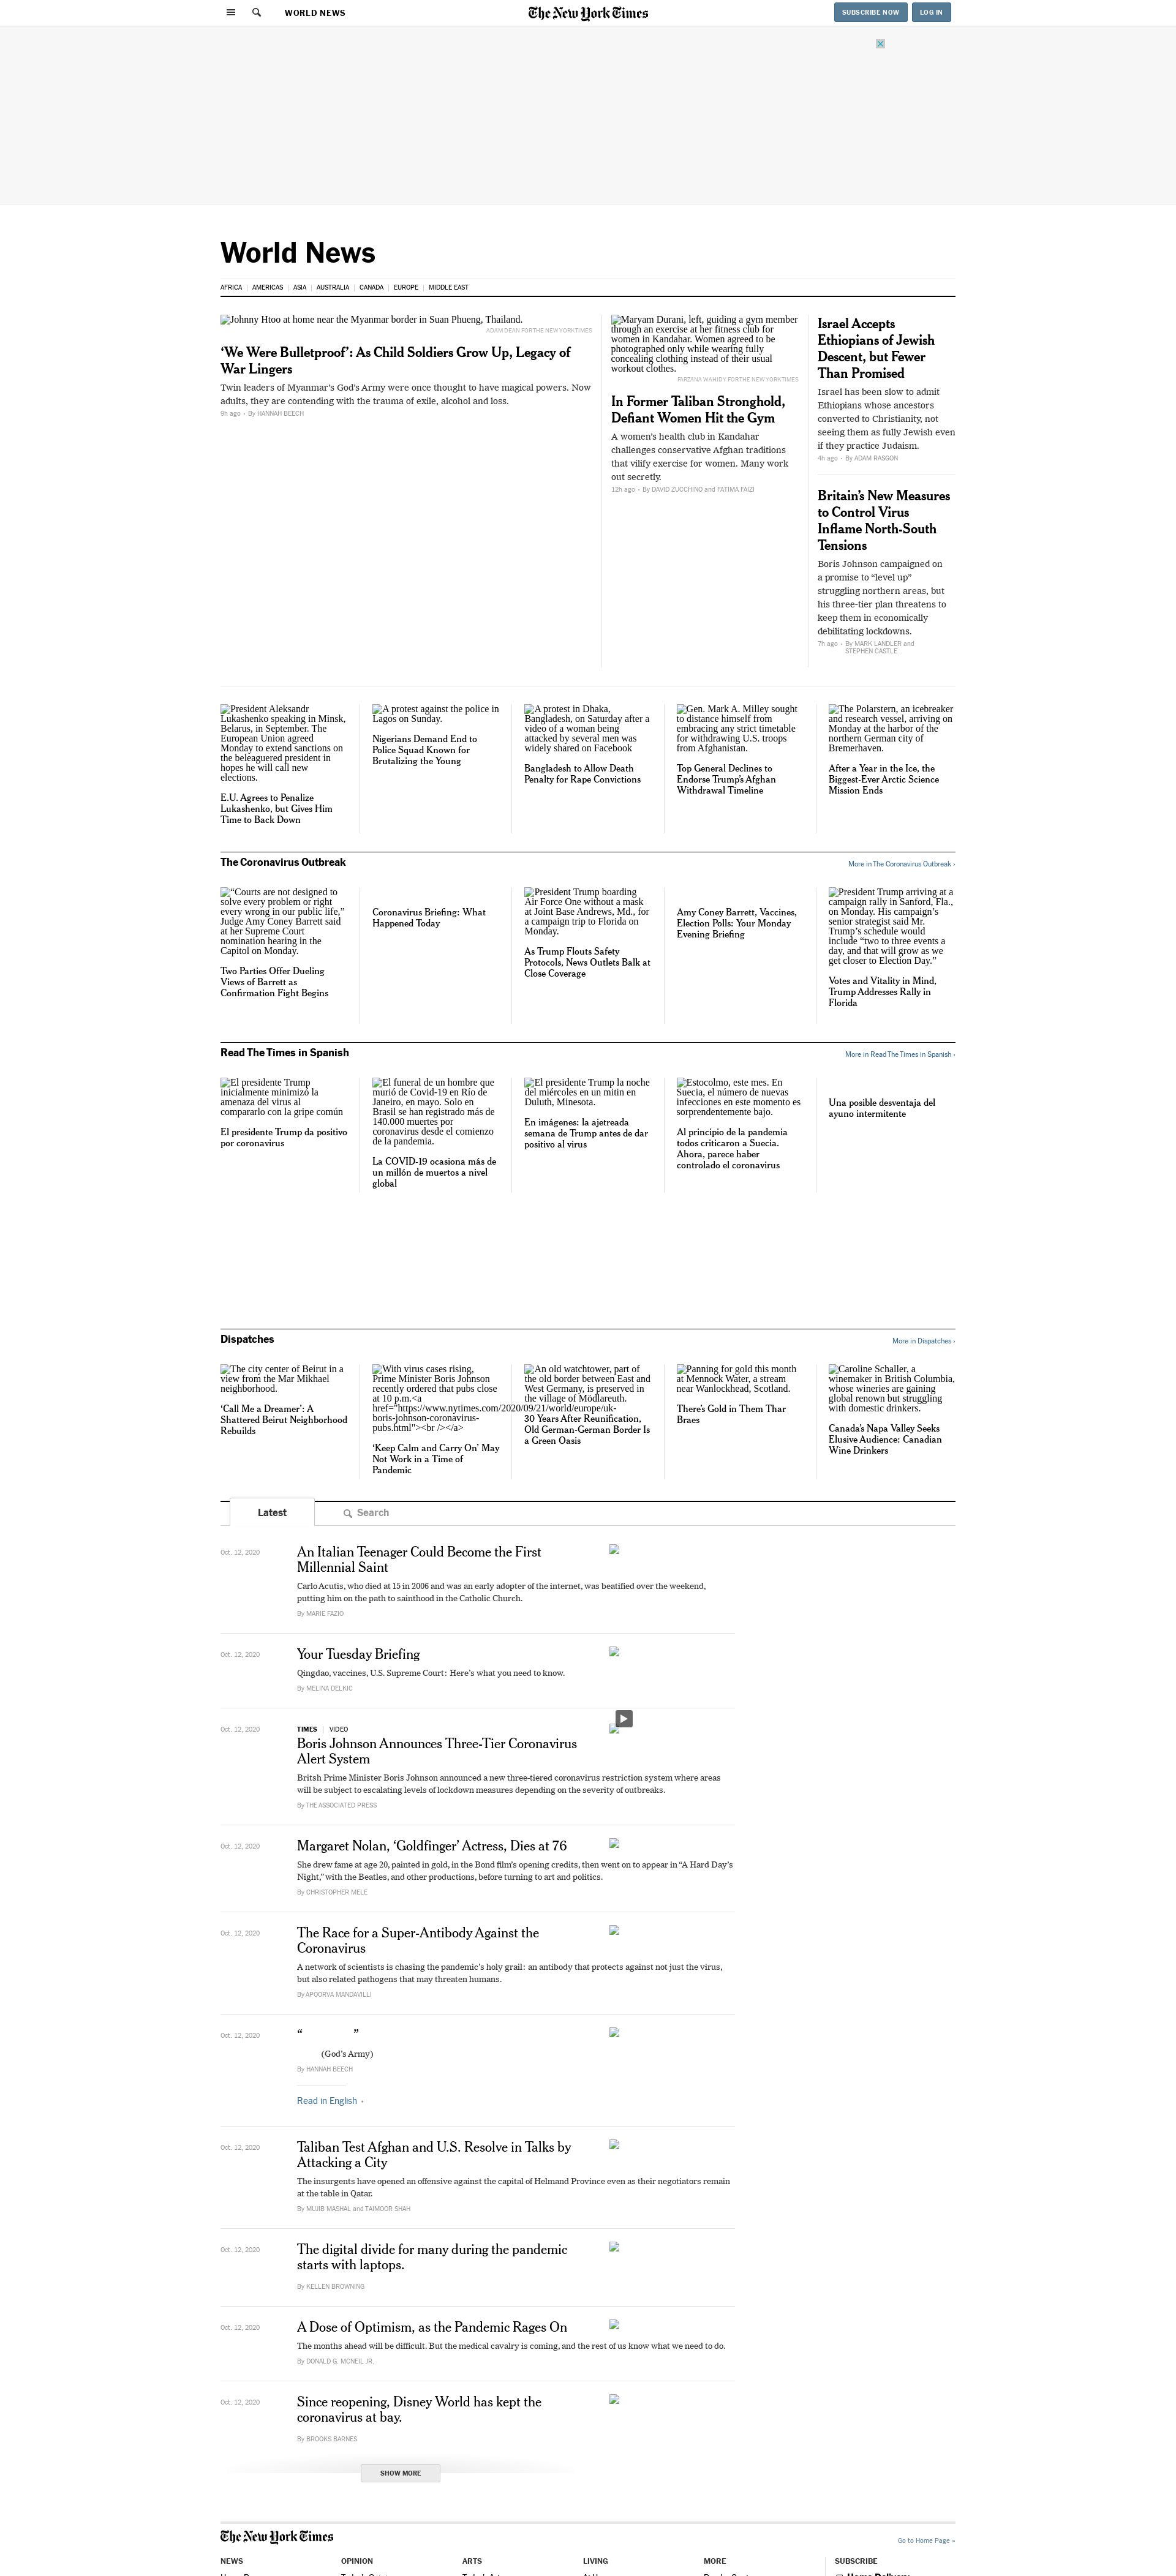 WORLD NEWS
The New York Times
SUBSCRIBE NOW
LOG IN
World News
AFRICA
AMERICAS
ASIA
AUSTRALIA
CANADA
EUROPE
MIDDLE EAST
Johnny Htoo at home near the Myanmar border in Suan Phueng, Thailand.
ADAM DEAN FOR THE NEW YORK TIMES
‘We Were Bulletproof’: As Child Soldiers Grow Up, Legacy of
War Lingers
Twin leaders of Myanmar’s God’s Army were once thought to have magical powers. Now
adults, they are contending with the trauma of exile, alcohol and loss.
9h ago
By HANNAH BEECH
Maryam Durani, left, guiding a gym member
through an exercise at her fitness club for
women in Kandahar. Women agreed to be
photographed only while wearing fully
concealing clothing instead of their usual
workout clothes.
FARZANA WAHIDY FOR THE NEW YORK TIMES
In Former Taliban Stronghold,
Defiant Women Hit the Gym
A women’s health club in Kandahar
challenges conservative Afghan traditions
that vilify exercise for women. Many work
out secretly.
12h ago
By DAVID ZUCCHINO and FATIMA FAIZI
Israel Accepts
Ethiopians of Jewish
Descent, but Fewer
Than Promised
Israel has been slow to admit
Ethiopians whose ancestors
converted to Christianity, not
seeing them as fully Jewish even
if they practice Judaism.
4h ago
By ADAM RASGON
Britain’s New Measures
to Control Virus
Inflame North-South
Tensions
Boris Johnson campaigned on
a promise to “level up”
struggling northern areas, but
his three-tier plan threatens to
keep them in economically
debilitating lockdowns.
7h ago
By MARK LANDLER and
STEPHEN CASTLE
President Aleksandr
Lukashenko speaking in Minsk,
Belarus, in September. The
European Union agreed
Monday to extend sanctions on
the beleaguered president in
hopes he will call new
elections.
E.U. Agrees to Penalize
Lukashenko, but Gives Him
Time to Back Down
A protest against the police in
Lagos on Sunday.
Nigerians Demand End to
Police Squad Known for
Brutalizing the Young
A protest in Dhaka,
Bangladesh, on Saturday after a
video of a woman being
attacked by several men was
widely shared on Facebook
Bangladesh to Allow Death
Penalty for Rape Convictions
Gen. Mark A. Milley sought
to distance himself from
embracing any strict timetable
for withdrawing U.S. troops
from Afghanistan.
Top General Declines to
Endorse Trump’s Afghan
Withdrawal Timeline
The Polarstern, an icebreaker
and research vessel, arriving on
Monday at the harbor of the
northern German city of
Bremerhaven.
After a Year in the Ice, the
Biggest-Ever Arctic Science
Mission Ends
The Coronavirus Outbreak
More in The Coronavirus Outbreak ›
“Courts are not designed to
solve every problem or right
every wrong in our public life,”
Judge Amy Coney Barrett said
at her Supreme Court
nomination hearing in the
Capitol on Monday.
Two Parties Offer Dueling
Views of Barrett as
Confirmation Fight Begins
Coronavirus Briefing: What
Happened Today
President Trump boarding
Air Force One without a mask
at Joint Base Andrews, Md., for
a campaign trip to Florida on
Monday.
As Trump Flouts Safety
Protocols, News Outlets Balk at
Close Coverage
Amy Coney Barrett, Vaccines,
Election Polls: Your Monday
Evening Briefing
President Trump arriving at a
campaign rally in Sanford, Fla.,
on Monday. His campaign’s
senior strategist said Mr.
Trump’s schedule would
include “two to three events a
day, and that will grow as we
get closer to Election Day.”
Votes and Vitality in Mind,
Trump Addresses Rally in
Florida
Read The Times in Spanish
More in Read The Times in Spanish ›
El presidente Trump
inicialmente minimizó la
amenaza del virus al
compararlo con la gripe común
El presidente Trump da positivo
por coronavirus
El funeral de un hombre que
murió de Covid-19 en Río de
Janeiro, en mayo. Solo en
Brasil se han registrado más de
140.000 muertes por
coronavirus desde el comienzo
de la pandemia.
La COVID-19 ocasiona más de
un millón de muertos a nivel
global
El presidente Trump la noche
del miércoles en un mitin en
Duluth, Minesota.
En imágenes: la ajetreada
semana de Trump antes de dar
positivo al virus
Estocolmo, este mes. En
Suecia, el número de nuevas
infecciones en este momento es
sorprendentemente bajo.
Al principio de la pandemia
todos criticaron a Suecia.
Ahora, parece haber
controlado el coronavirus
Una posible desventaja del
ayuno intermitente
Dispatches
More in Dispatches ›
The city center of Beirut in a
view from the Mar Mikhael
neighborhood.
‘Call Me a Dreamer’: A
Shattered Beirut Neighborhood
Rebuilds
With virus cases rising,
Prime Minister Boris Johnson
recently ordered that pubs close
at 10 p.m.<a
href="https://www.nytimes.com/2020/09/21/world/europe/uk-
boris-johnson-coronavirus-
pubs.html"><br /></a>
‘Keep Calm and Carry On’ May
Not Work in a Time of
Pandemic
An old watchtower, part of
the old border between East and
West Germany, is preserved in
the village of Mödlareuth.
30 Years After Reunification,
Old German-German Border Is
a Green Oasis
Panning for gold this month
at Mennock Water, a stream
near Wanlockhead, Scotland.
There’s Gold in Them Thar
Braes
Caroline Schaller, a
winemaker in British Columbia,
whose wineries are gaining
global renown but struggling
with domestic drinkers.
Canada’s Napa Valley Seeks
Elusive Audience: Canadian
Wine Drinkers
Latest
Search
Oct. 12, 2020
An Italian Teenager Could Become the First
Millennial Saint
Carlo Acutis, who died at 15 in 2006 and was an early adopter of the internet, was beatified over the weekend,
putting him on the path to sainthood in the Catholic Church.
By MARIE FAZIO
Oct. 12, 2020
Your Tuesday Briefing
Qingdao, vaccines, U.S. Supreme Court: Here’s what you need to know.
By MELINA DELKIC
Oct. 12, 2020
TIMES | VIDEO
Boris Johnson Announces Three-Tier Coronavirus
Alert System
Britsh Prime Minister Boris Johnson announced a new three-tiered coronavirus restriction system where areas
will be subject to escalating levels of lockdown measures depending on the severity of outbreaks.
By THE ASSOCIATED PRESS
Oct. 12, 2020
Margaret Nolan, ‘Goldfinger’ Actress, Dies at 76
She drew fame at age 20, painted in gold, in the Bond film’s opening credits, then went on to appear in “A Hard Day’s
Night,” with the Beatles, and other productions, before turning to art and politics.
By CHRISTOPHER MELE
Oct. 12, 2020
The Race for a Super-Antibody Against the
Coronavirus
A network of scientists is chasing the pandemic’s holy grail: an antibody that protects against not just the virus,
but also related pathogens that may threaten humans.
By APOORVA MANDAVILLI
Oct. 12, 2020
“ ”
(God’s Army)
By HANNAH BEECH
Read in English
Oct. 12, 2020
Taliban Test Afghan and U.S. Resolve in Talks by
Attacking a City
The insurgents have opened an offensive against the capital of Helmand Province even as their negotiators remain
at the table in Qatar.
By MUJIB MASHAL and TAIMOOR SHAH
Oct. 12, 2020
The digital divide for many during the pandemic
starts with laptops.
By KELLEN BROWNING
Oct. 12, 2020
A Dose of Optimism, as the Pandemic Rages On
The months ahead will be difficult. But the medical cavalry is coming, and the rest of us know what we need to do.
By DONALD G. MCNEIL JR.
Oct. 12, 2020
Since reopening, Disney World has kept the
coronavirus at bay.
By BROOKS BARNES
SHOW MORE
The New York Times
Go to Home Page »
NEWS
OPINION
ARTS
LIVING
MORE
SUBSCRIBE